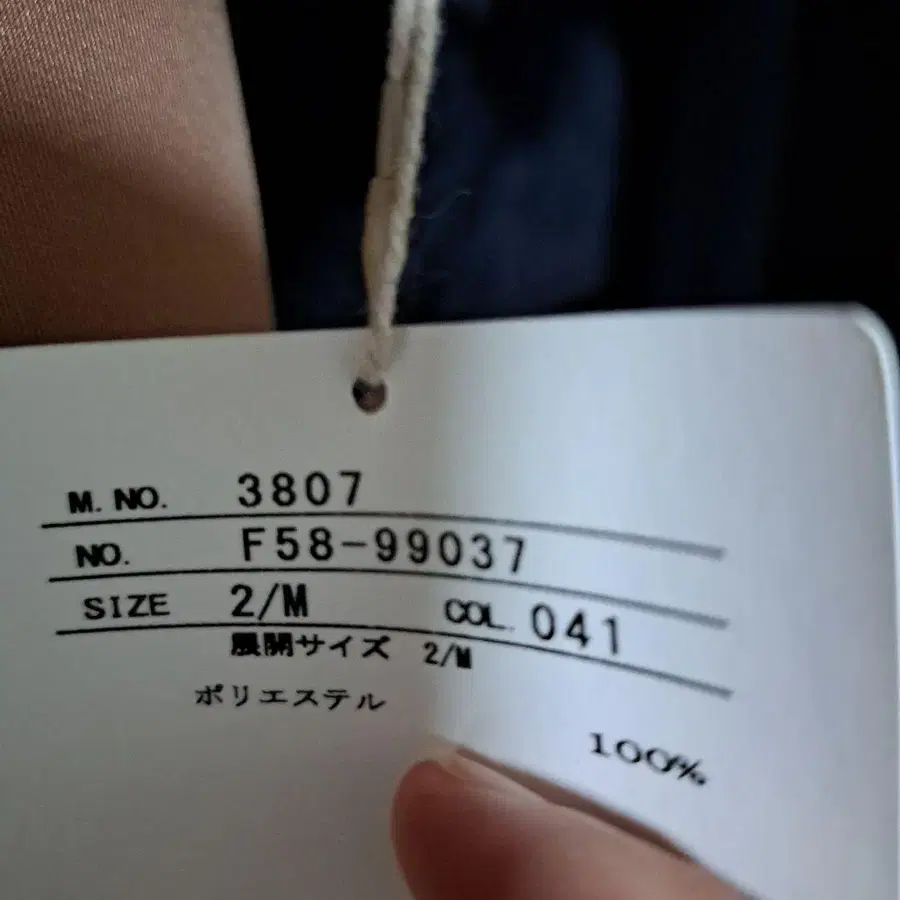 M. NO. 3807
NO. F58-99037
SIZE 2/M COL. 041
展開サイズ 2/M
ポリエステル
100%